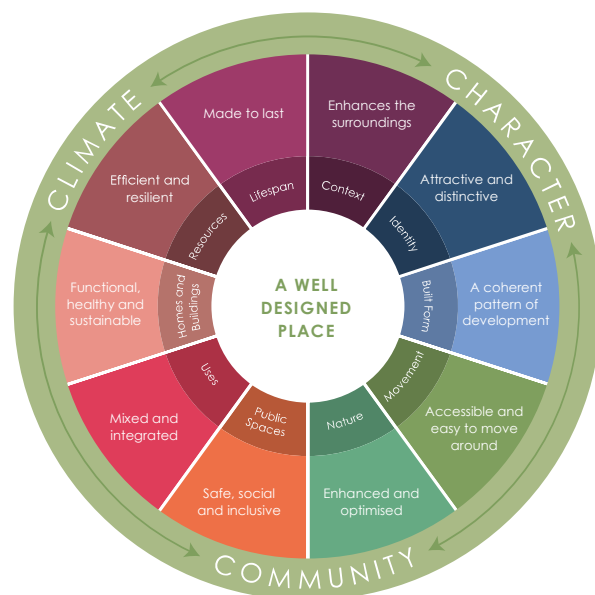 CLIMATE
CHARACTER
COMMUNITY
A WELL
DESIGNED
PLACE
Made to last
Lifespan
Enhances the
surroundings
Context
Attractive and
distinctive
Identity
A coherent
pattern of
development
Built Form
Accessible and
easy to move
around
Movement
Enhanced and
optimised
Nature
Safe, social
and inclusive
Public
Spaces
Mixed and
integrated
Uses
Functional,
healthy and
sustainable
Homes and
Buildings
Efficient and
resilient
Resources